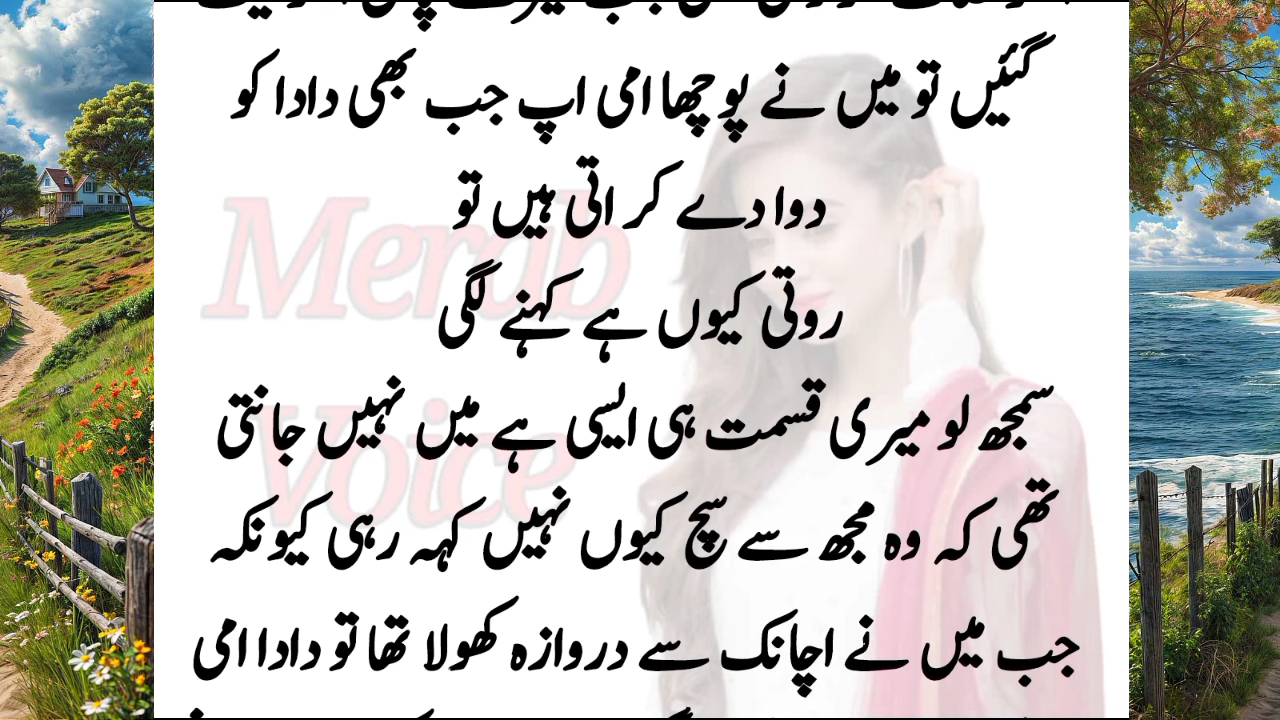 گئیں تو میں نے پوچھا امی اپ جب بھی دادا کو
دوا دے کر اتی ہیں تو
روتی کیوں ہے کہنے لگی
سمجھ لو میری قسمت ہی ایسی ہے میں نہیں جانتی
تھی کہ وہ مجھ سے سچ کیوں نہیں کہہ رہی کیونکہ
جب میں نے اچانک سے دروازہ کھولا تھا تو دادا امی
Merab
Voice